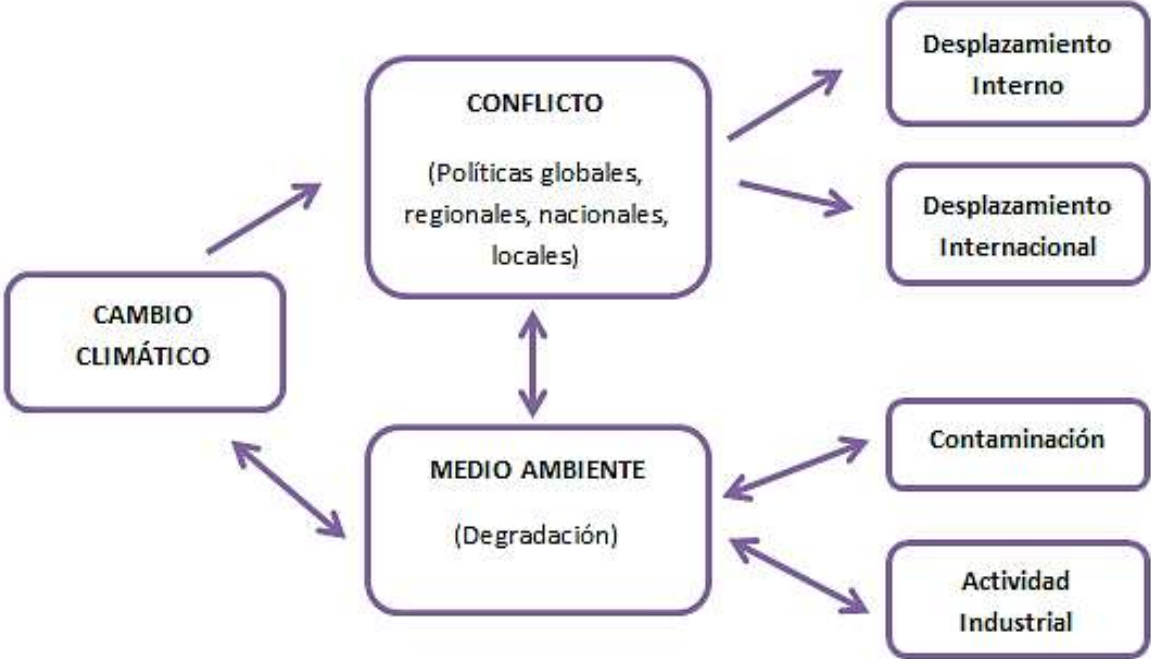 CAMBIO
CLIMÁTICO
CONFLICTO
(Políticas globales,
regionales, nacionales,
locales)
MEDIO AMBIENTE
(Degradación)
Desplazamiento
Interno
Desplazamiento
Internacional
Contaminación
Actividad
Industrial